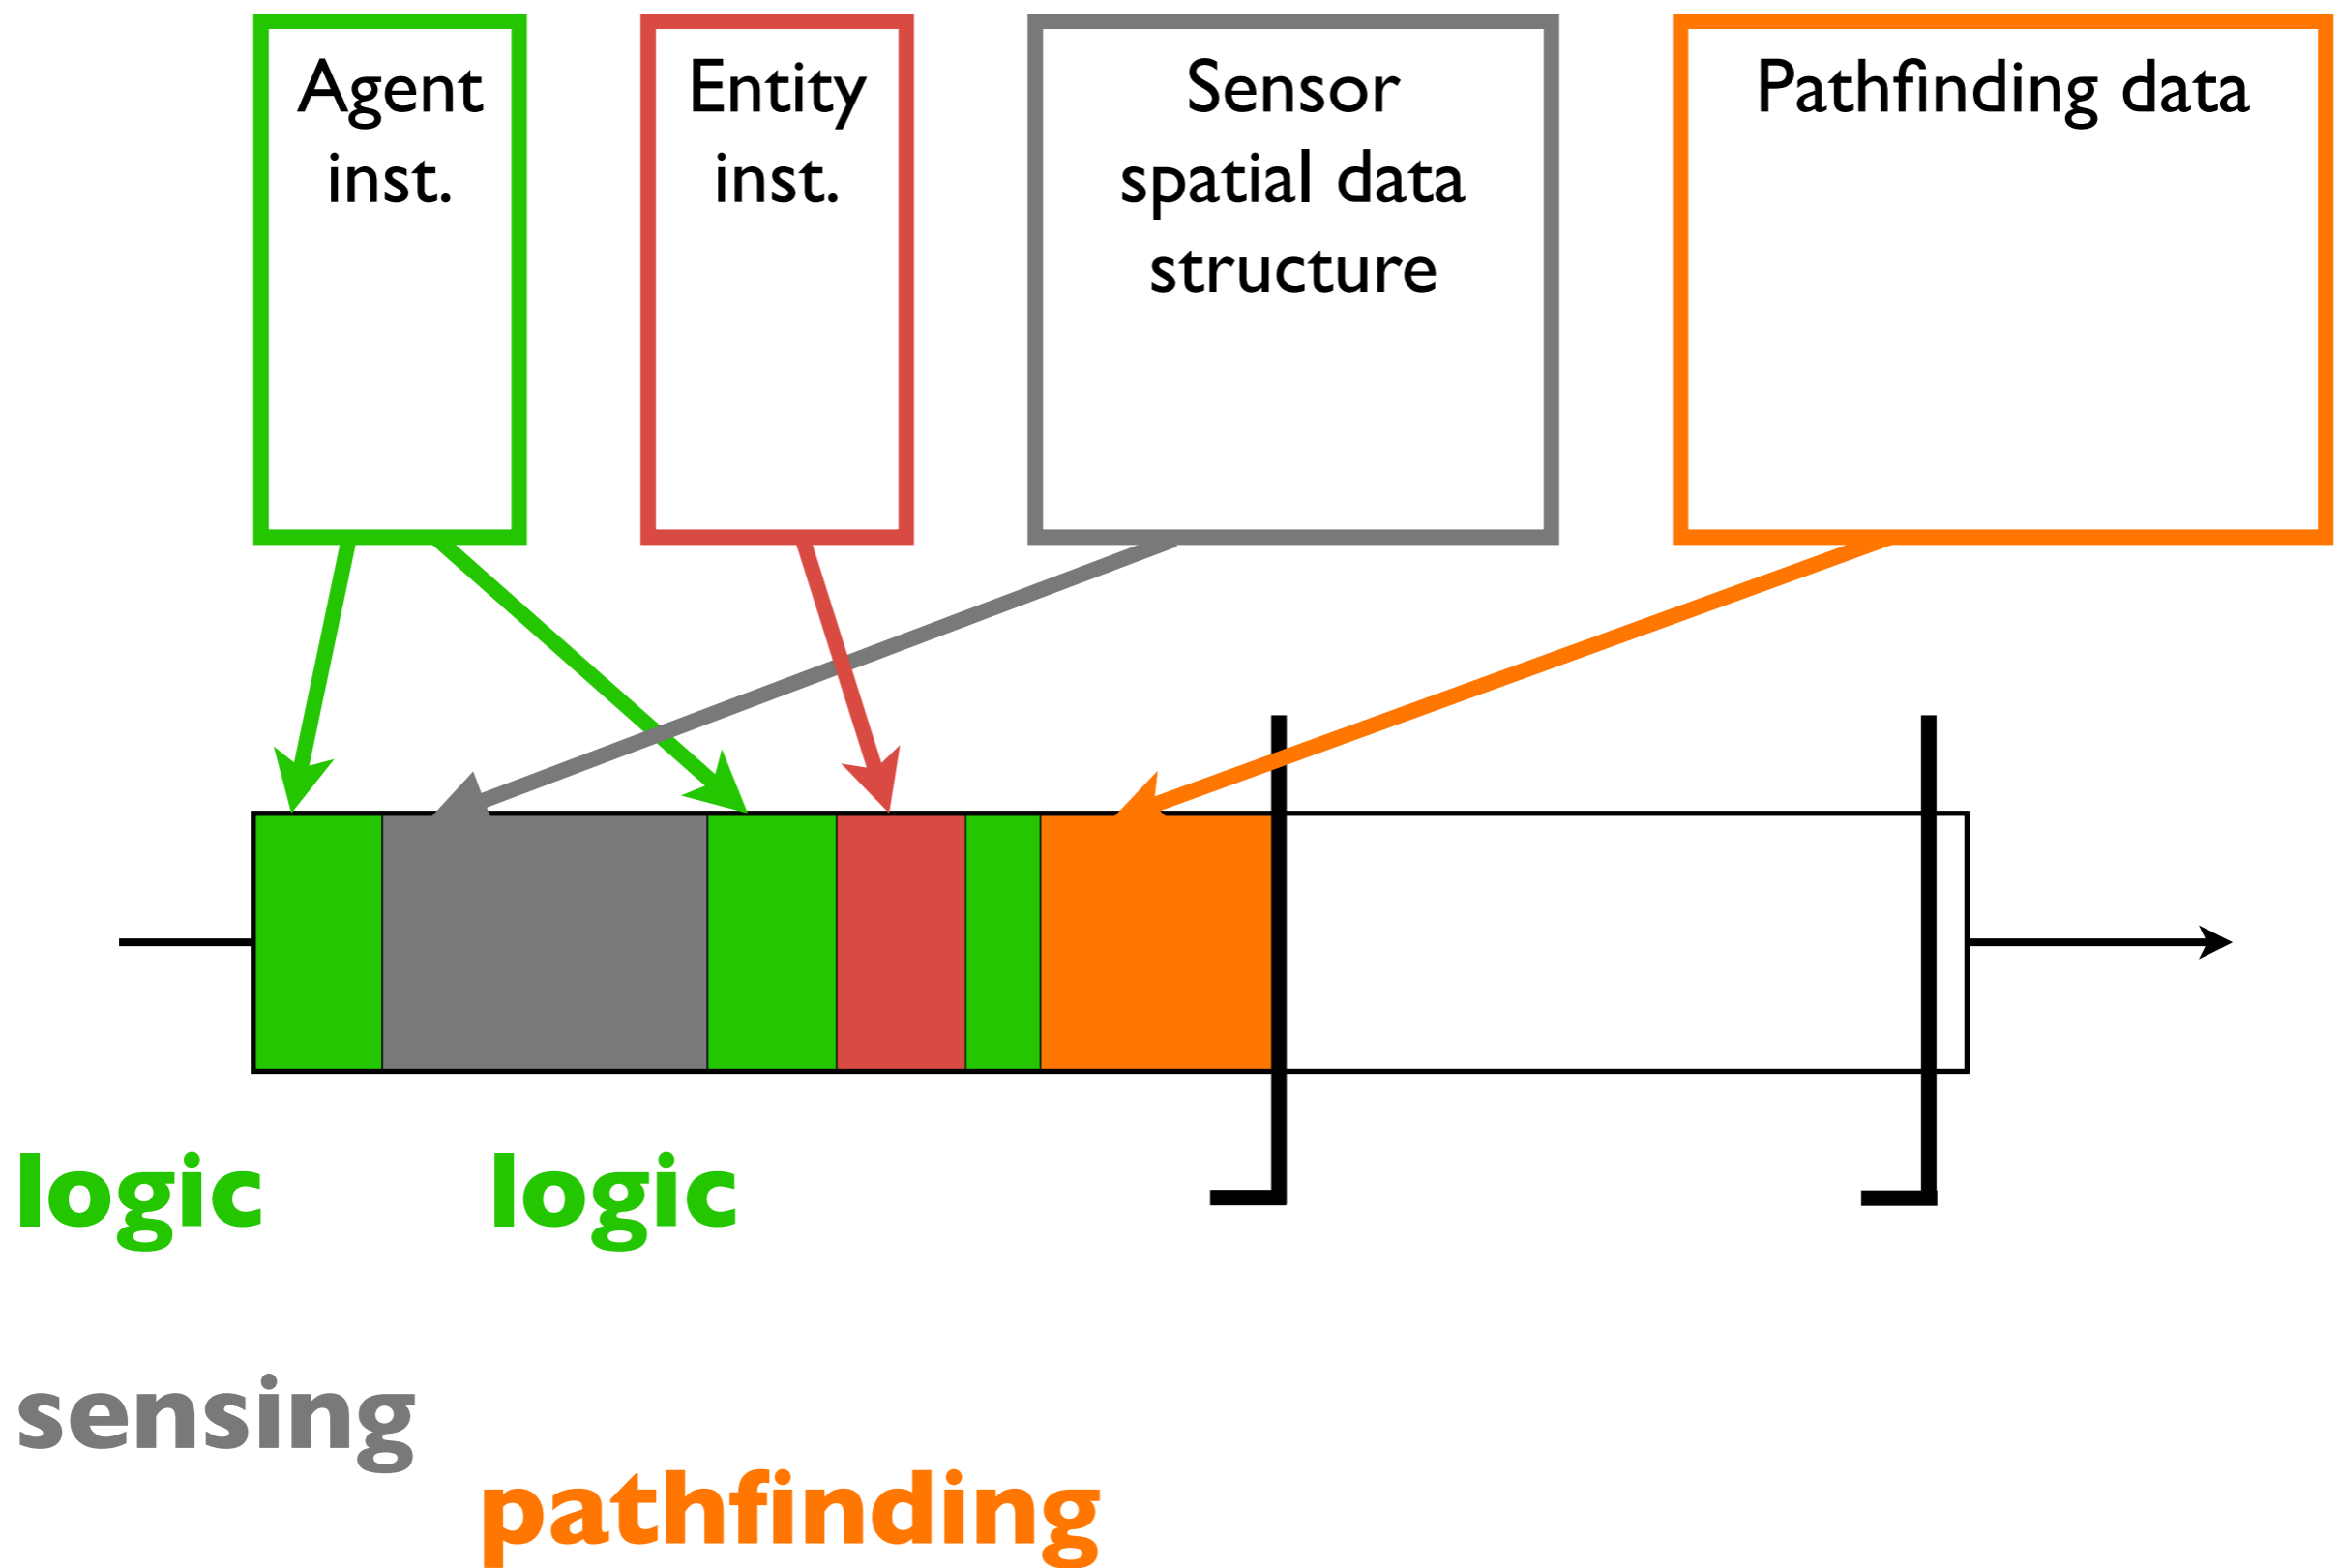 Agent
inst.
Entity
inst.
Sensor
spatial data
structure
Pathfinding data
logic
logic
sensing
pathfinding